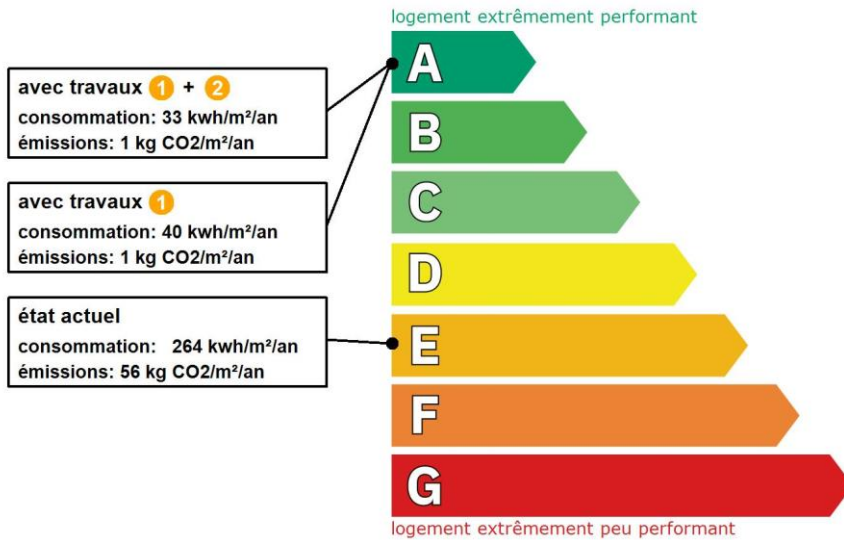 logement extrêmement performant
A
avec travaux 1 + 2
consommation: 33 kwh/m²/an
émissions: 1 kg CO2/m²/an
B
avec travaux 1
consommation: 40 kwh/m²/an
émissions: 1 kg CO2/m²/an
C
D
état actuel
consommation: 264 kwh/m²/an
émissions: 56 kg CO2/m²/an
E
F
G
logement extrêmement peu performant